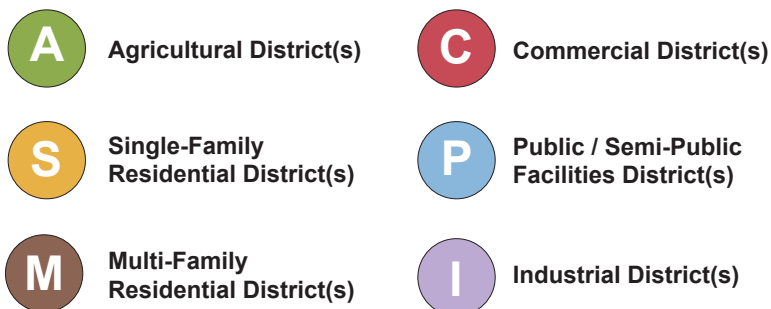 A
Agricultural District(s)
C
Commercial District(s)
S
Single-Family
Residential District(s)
P
Public / Semi-Public
Facilities District(s)
M
Multi-Family
Residential District(s)
I
Industrial District(s)